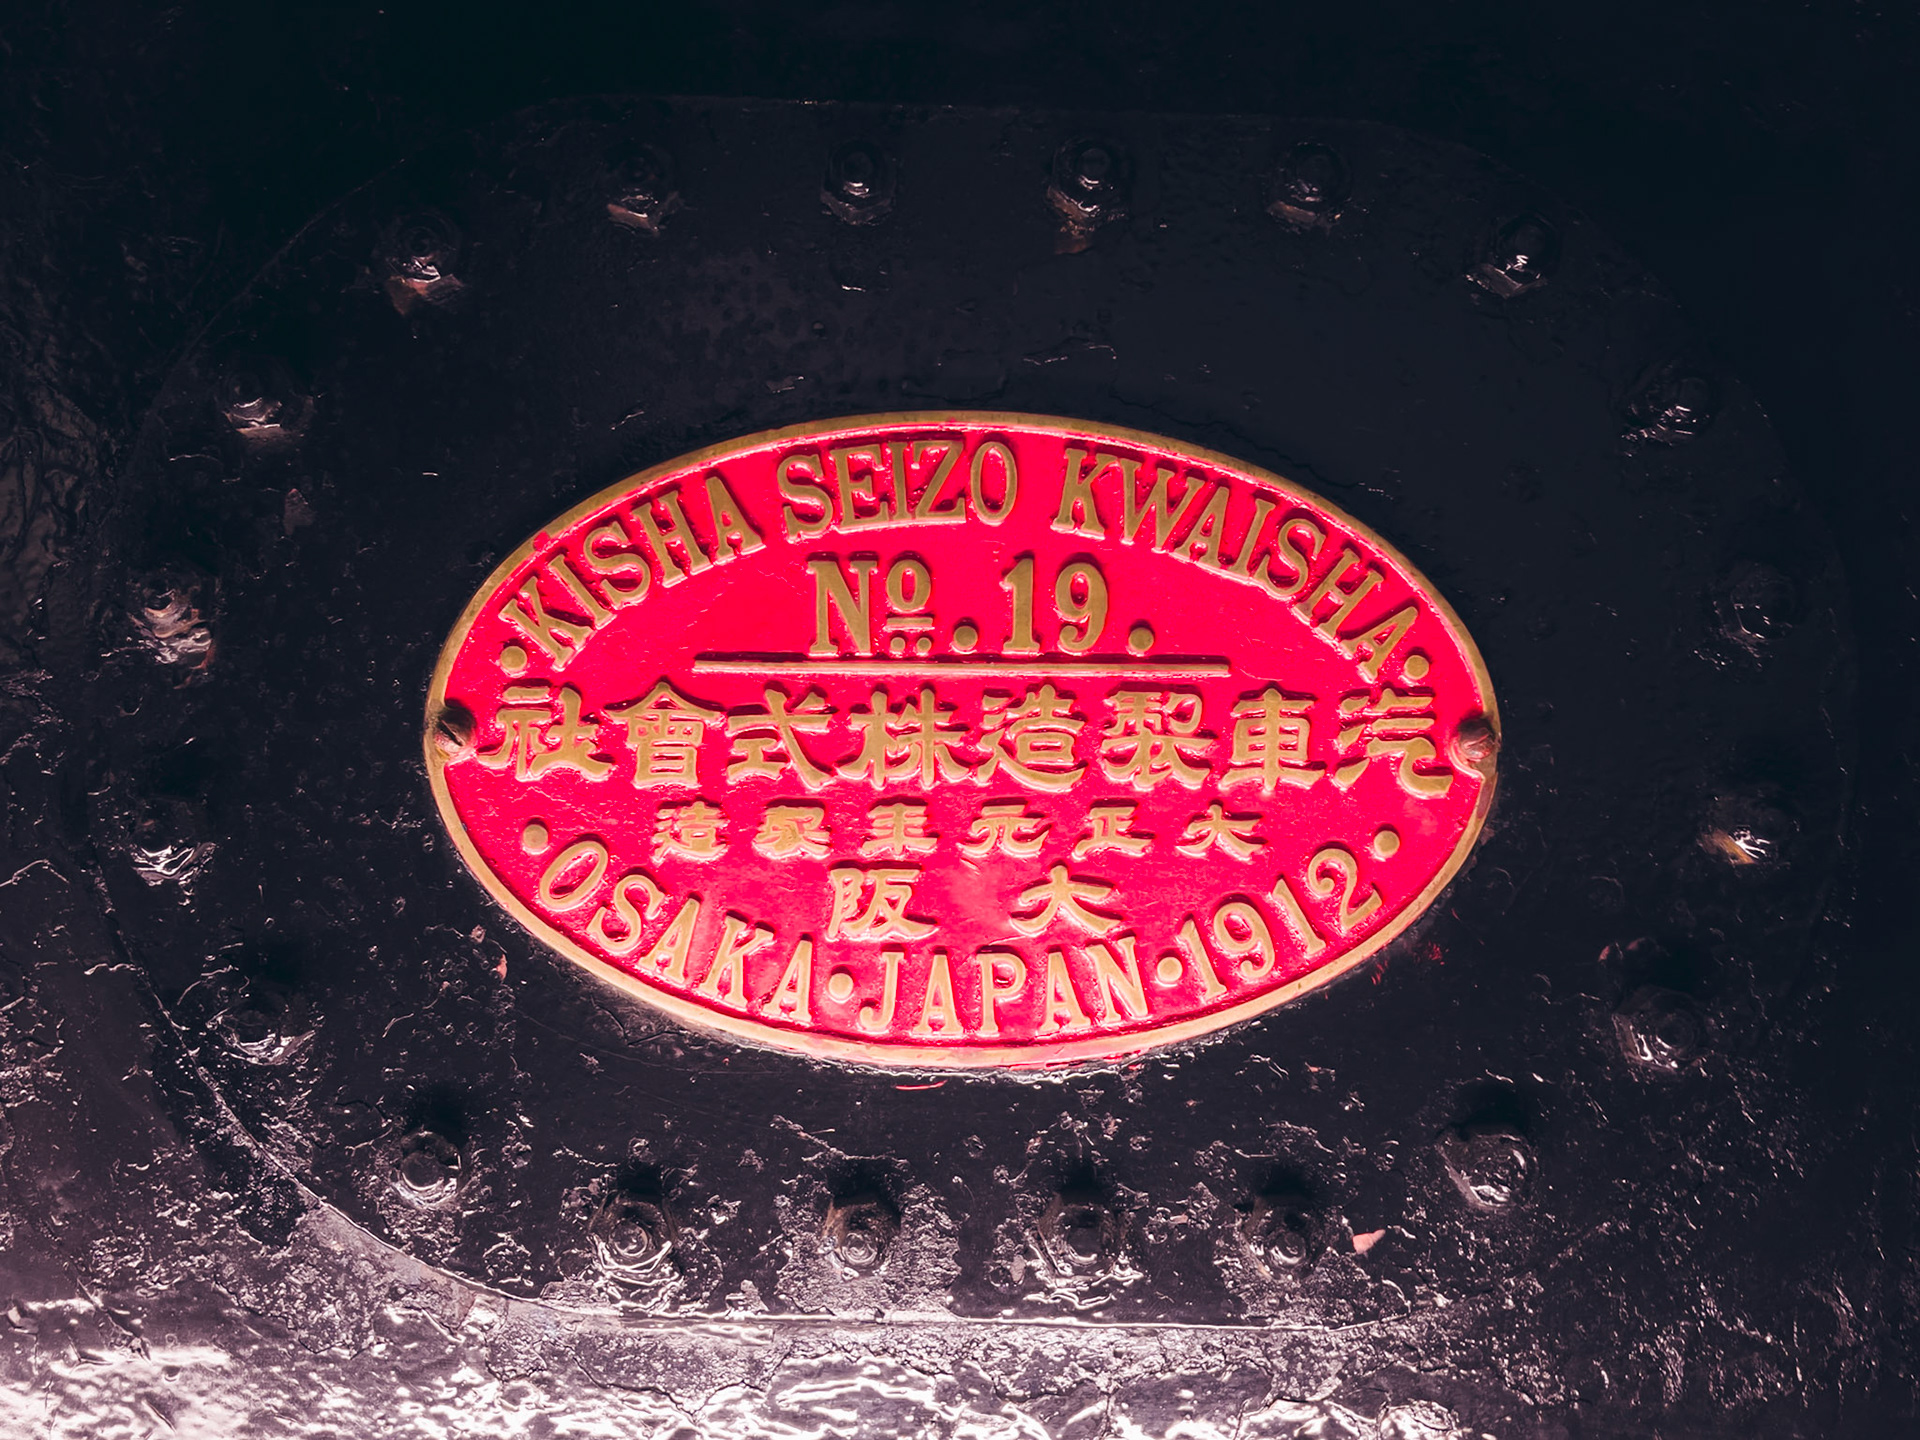 ·KISHA SEIZO KWAISHA·
Nº.19.
汽車製造株式會社
大正元年製造
大阪
·OSAKA·JAPAN·1912·